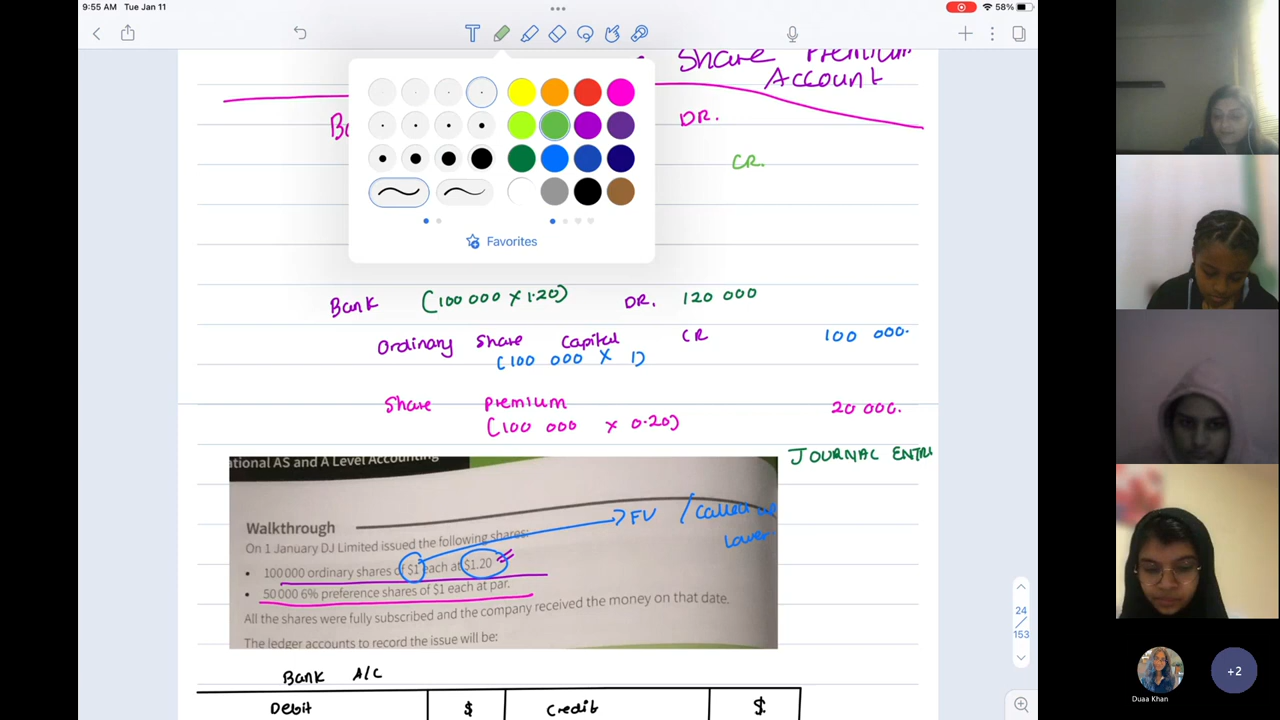 9:55 AM Tue Jan 11
58%
Share Premium
Account
DR.
CR.
Favorites
Bank (100 000 x 1.20) DR. 120 000
Ordinary Share Capital CR 100 000.
(100 000 x 1)
Share premium 20 000.
(100 000 x 0.20)
JOURNAL ENTR
ational AS and A Level Accounting
Walkthrough
FV / Called up
lower.
On 1 January DJ Limited issued the following shares:
• 100 000 ordinary shares of $1 each at $1.20
• 50 000 6% preference shares of $1 each at par.
All the shares were fully subscribed and the company received the money on that date.
The ledger accounts to record the issue will be:
24
/
153
Bank A/C
Debit $ Credit $
Duaa Khan
+2